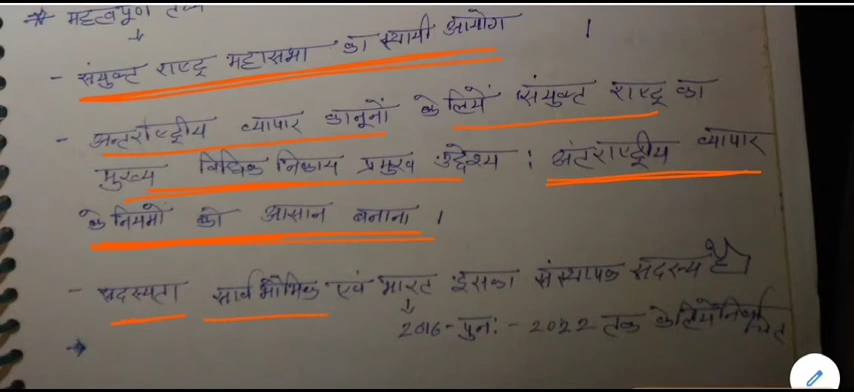 * महत्वपूर्ण तथ्य
- संयुक्ट राष्ट्र महासभा का स्थायी आयोग ।
- अन्तराष्ट्रीय व्यापार कानूनों के लियें संयुक्ट राष्ट्र का
मुख्य विधिक निकाय प्रमुख उद्देश्य : अंतराष्ट्रीय व्यापार
के नियमों को आसान बनाना ।
- सदस्यता सार्वभौमिक एवं भारट इसका संस्थापक सदस्य है
2016 - पुन: - 2022 तक के लिये निर्वाचित